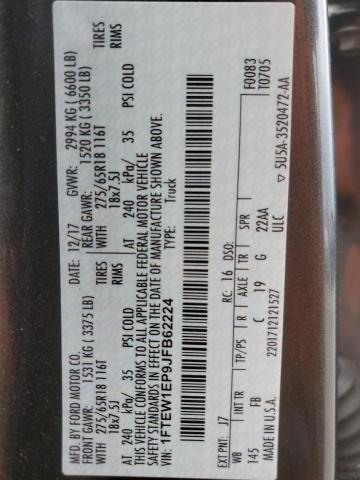 MFD. BY FORD MOTOR CO.
DATE: 12/17 GVWR: 2994 KG ( 6600 LB)
FRONT GAWR: 1531 KG ( 3375 LB) REAR GAWR: 1520 KG ( 3350 LB)
WITH 275/65R18 116T TIRES WITH 275/65R18 116T TIRES
18x7.5J RIMS 18x7.5J RIMS
AT 240 kPa/ 35 PSI COLD AT 240 kPa/ 35 PSI COLD
THIS VEHICLE CONFORMS TO ALL APPLICABLE FEDERAL MOTOR VEHICLE
SAFETY STANDARDS IN EFFECT ON THE DATE OF MANUFACTURE SHOWN ABOVE.
VIN: 1FTEW1EP9JFB62224
TYPE: Truck
F0083
T0705
EXT PNT: J7 RC: 16 DSO:
WB INT TR TP/PS R AXLE TR SPR
145 FB C 19 G 22AA
MADE IN U.S.A. 2201712121527 ULC
▽ 5U5A-3520472-AA